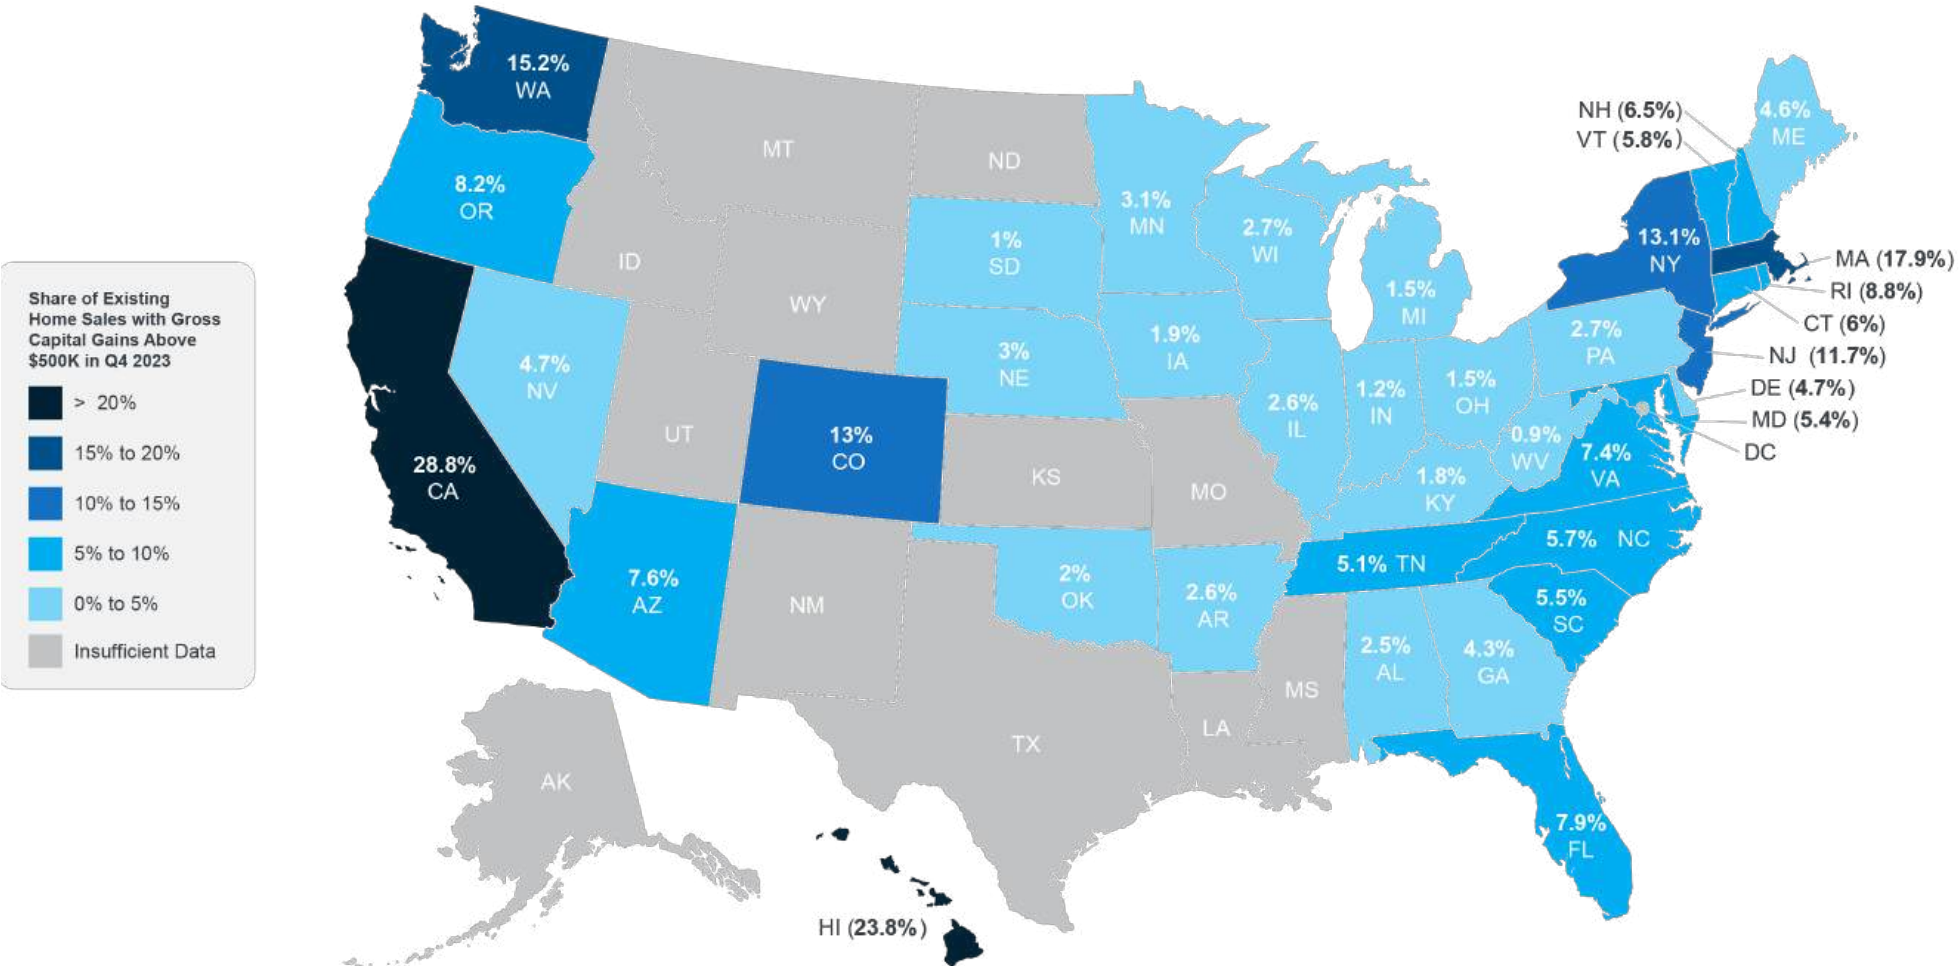 Share of Existing
Home Sales with Gross
Capital Gains Above
$500K in Q4 2023
> 20%
15% to 20%
10% to 15%
5% to 10%
0% to 5%
Insufficient Data
15.2%
WA
8.2%
OR
28.8%
CA
4.7%
NV
ID
MT
WY
UT
7.6%
AZ
13%
CO
NM
ND
1%
SD
3%
NE
KS
2%
OK
TX
3.1%
MN
1.9%
IA
MO
2.6%
AR
LA
2.7%
WI
2.6%
IL
1.5%
MI
1.2%
IN
1.5%
OH
1.8%
KY
5.1% TN
MS
2.5%
AL
4.3%
GA
7.9%
FL
5.5%
SC
5.7% NC
7.4%
VA
0.9%
WV
2.7%
PA
13.1%
NY
4.6%
ME
NH (6.5%)
VT (5.8%)
MA (17.9%)
RI (8.8%)
CT (6%)
NJ (11.7%)
DE (4.7%)
MD (5.4%)
DC
AK
HI (23.8%)